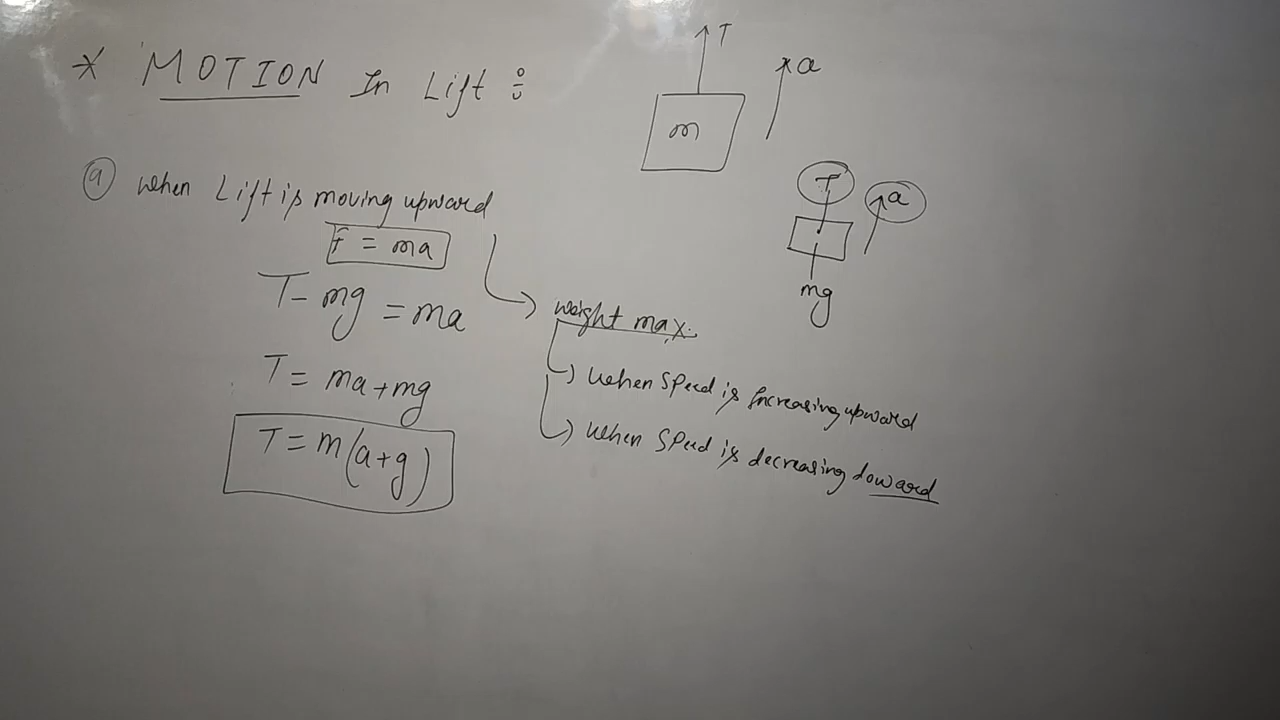 * MOTION In Lift :
T
a
m
(a) when Lift is moving upward
T
a
mg
F = ma
T - mg = ma
weight max.
T = ma + mg
when speed is Increasing upward
T = m(a+g)
when speed is decreasing doward